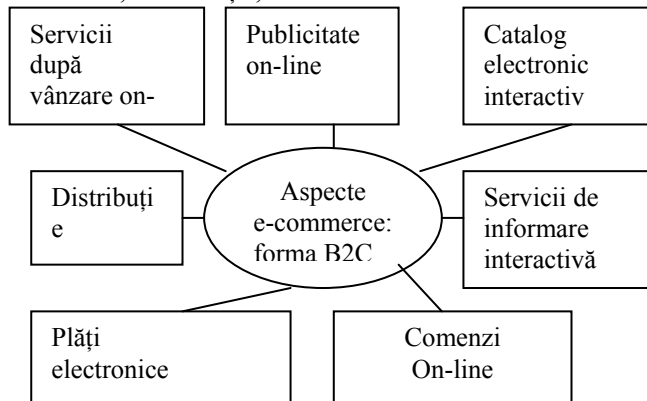 Servicii
după
vânzare on-
Publicitate
on-line
Catalog
electronic
interactiv
Distribuți
e
Aspecte
e-commerce:
forma B2C
Servicii de
informare
interactivă
Plăți
electronice
Comenzi
On-line